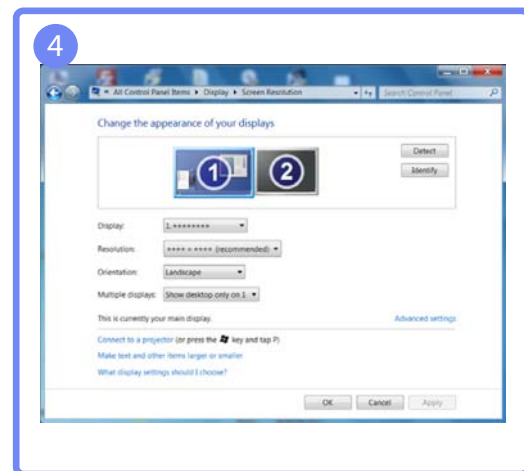 4
All Control Panel Items ▸ Display ▸ Screen Resolution
Search Control Panel
Change the appearance of your displays
1
2
Detect
Identify
Display: 1.********
Resolution: **** × **** (recommended)
Orientation: Landscape
Multiple displays: Show desktop only on 1
This is currently your main display.
Advanced settings
Connect to a projector (or press the key and tap P)
Make text and other items larger or smaller
What display settings should I choose?
OK Cancel Apply